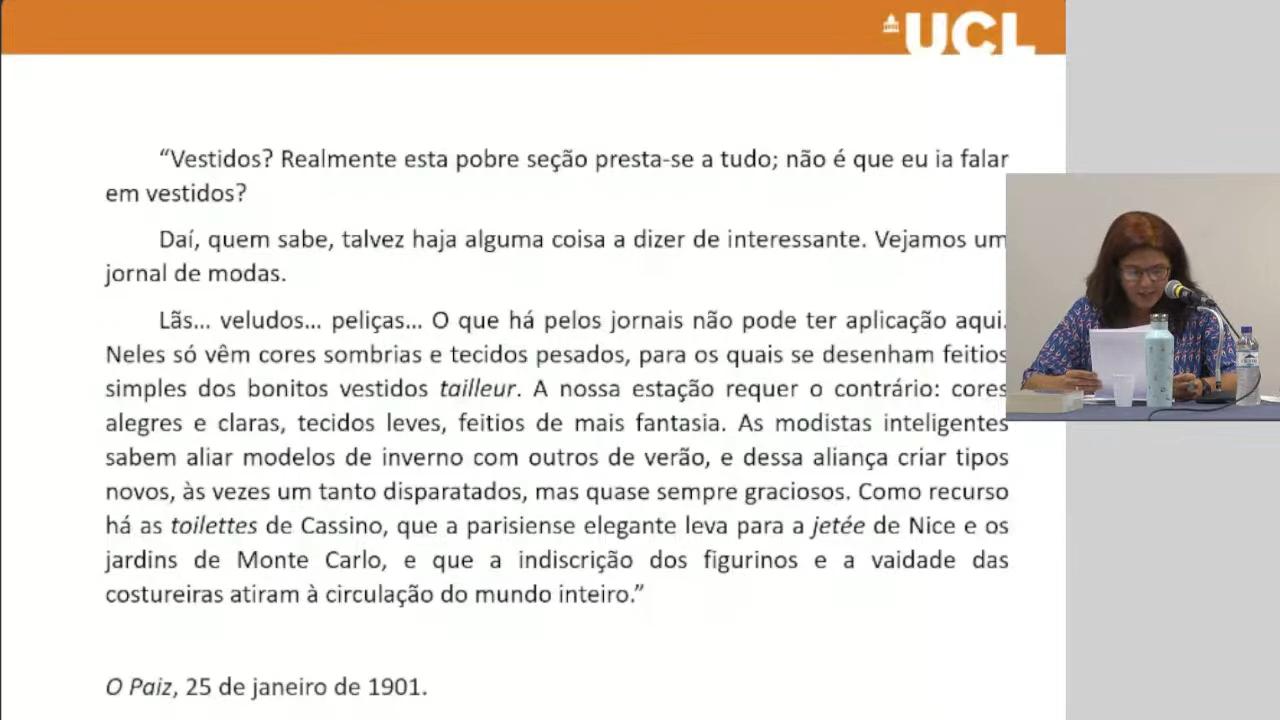 UCL
“Vestidos? Realmente esta pobre seção presta-se a tudo; não é que eu ia falar
em vestidos?
Daí, quem sabe, talvez haja alguma coisa a dizer de interessante. Vejamos um
jornal de modas.
Lãs... veludos... peliças... O que há pelos jornais não pode ter aplicação aqui.
Neles só vêm cores sombrias e tecidos pesados, para os quais se desenham feitios
simples dos bonitos vestidos tailleur. A nossa estação requer o contrário: cores
alegres e claras, tecidos leves, feitios de mais fantasia. As modistas inteligentes
sabem aliar modelos de inverno com outros de verão, e dessa aliança criar tipos
novos, às vezes um tanto disparatados, mas quase sempre graciosos. Como recurso
há as toilettes de Cassino, que a parisiense elegante leva para a jetée de Nice e os
jardins de Monte Carlo, e que a indiscrição dos figurinos e a vaidade das
costureiras atiram à circulação do mundo inteiro.”
O Paiz, 25 de janeiro de 1901.